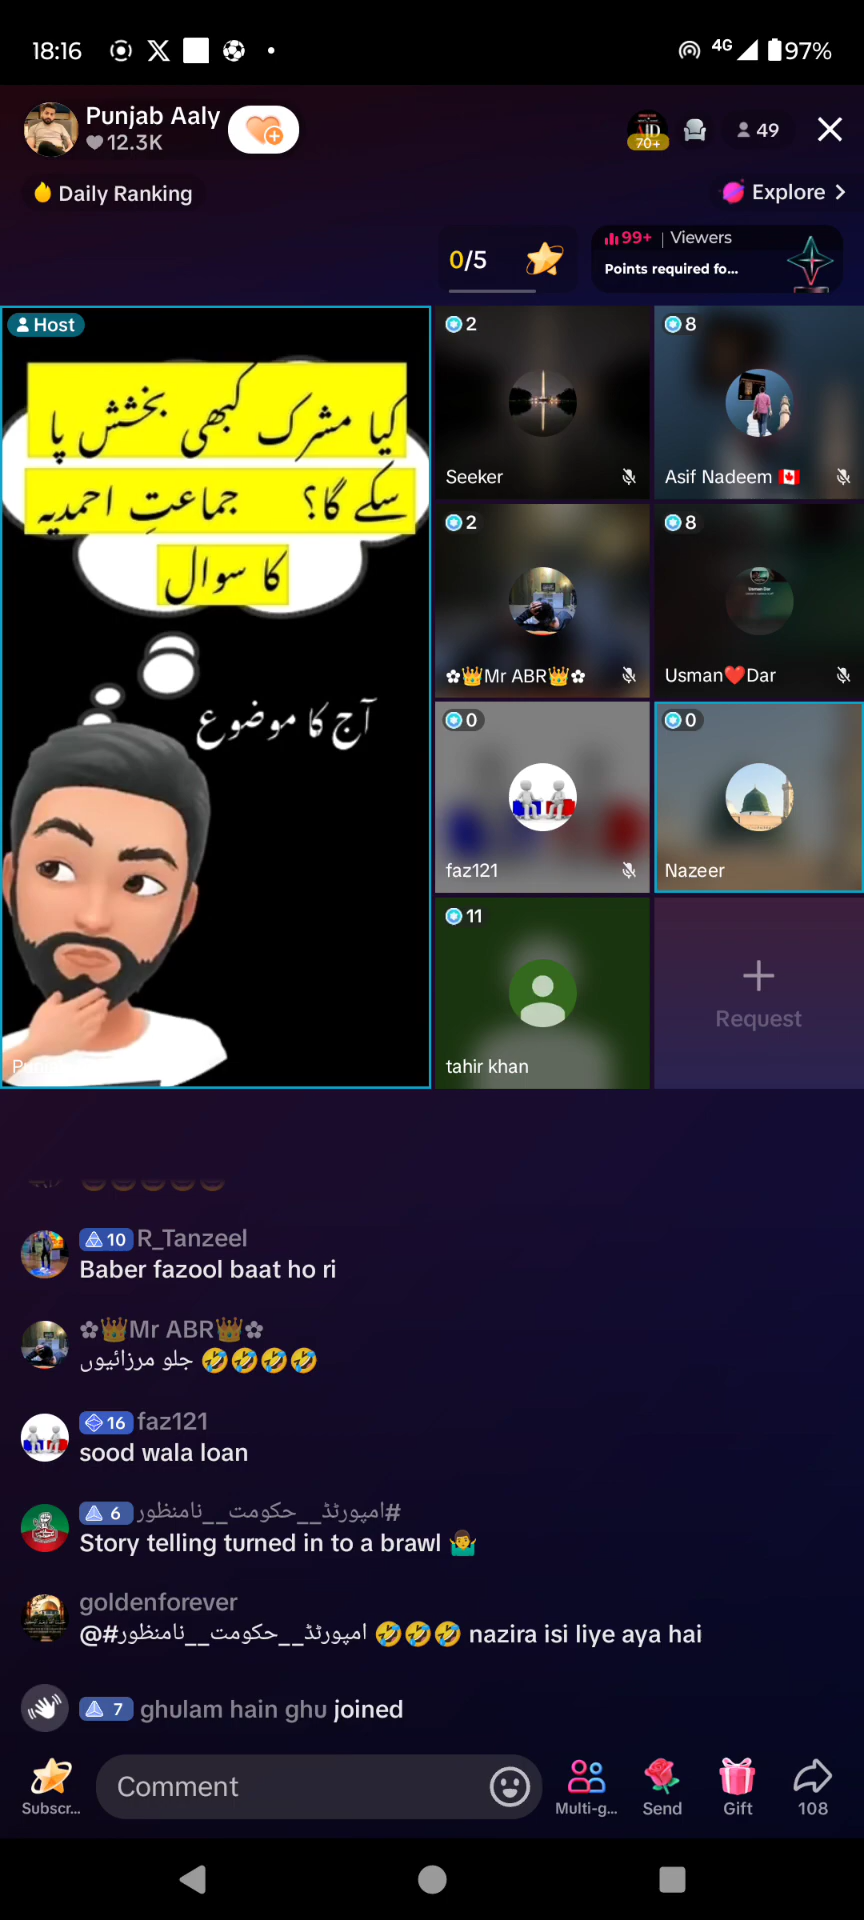 18:16
4G 97%
Punjab Aaly
12.3K
70+
49
Daily Ranking
Explore
0/5
99+ | Viewers
Points required fo...
Host
کیا مشرک کبھی بخشش پا
سکے گا؟ جماعتِ احمدیہ
کا سوال
آج کا موضوع
2
Seeker
8
Asif Nadeem 🇨🇦
2
✿👑Mr ABR👑✿
8
Usman❤️Dar
0
faz121
0
Nazeer
11
tahir khan
Request
10 R_Tanzeel
Baber fazool baat ho ri
✿👑Mr ABR👑✿
جلو مرزائیوں 🤣🤣🤣🤣
16 faz121
sood wala loan
6 #امپورٹڈ__حکومت__نامنظور
Story telling turned in to a brawl 🤷‍♂️
goldenforever
@#امپورٹڈ__حکومت__نامنظور 🤣🤣🤣 nazira isi liye aya hai
7 ghulam hain ghu joined
Subscr...
Comment
Multi-g...
Send
Gift
108